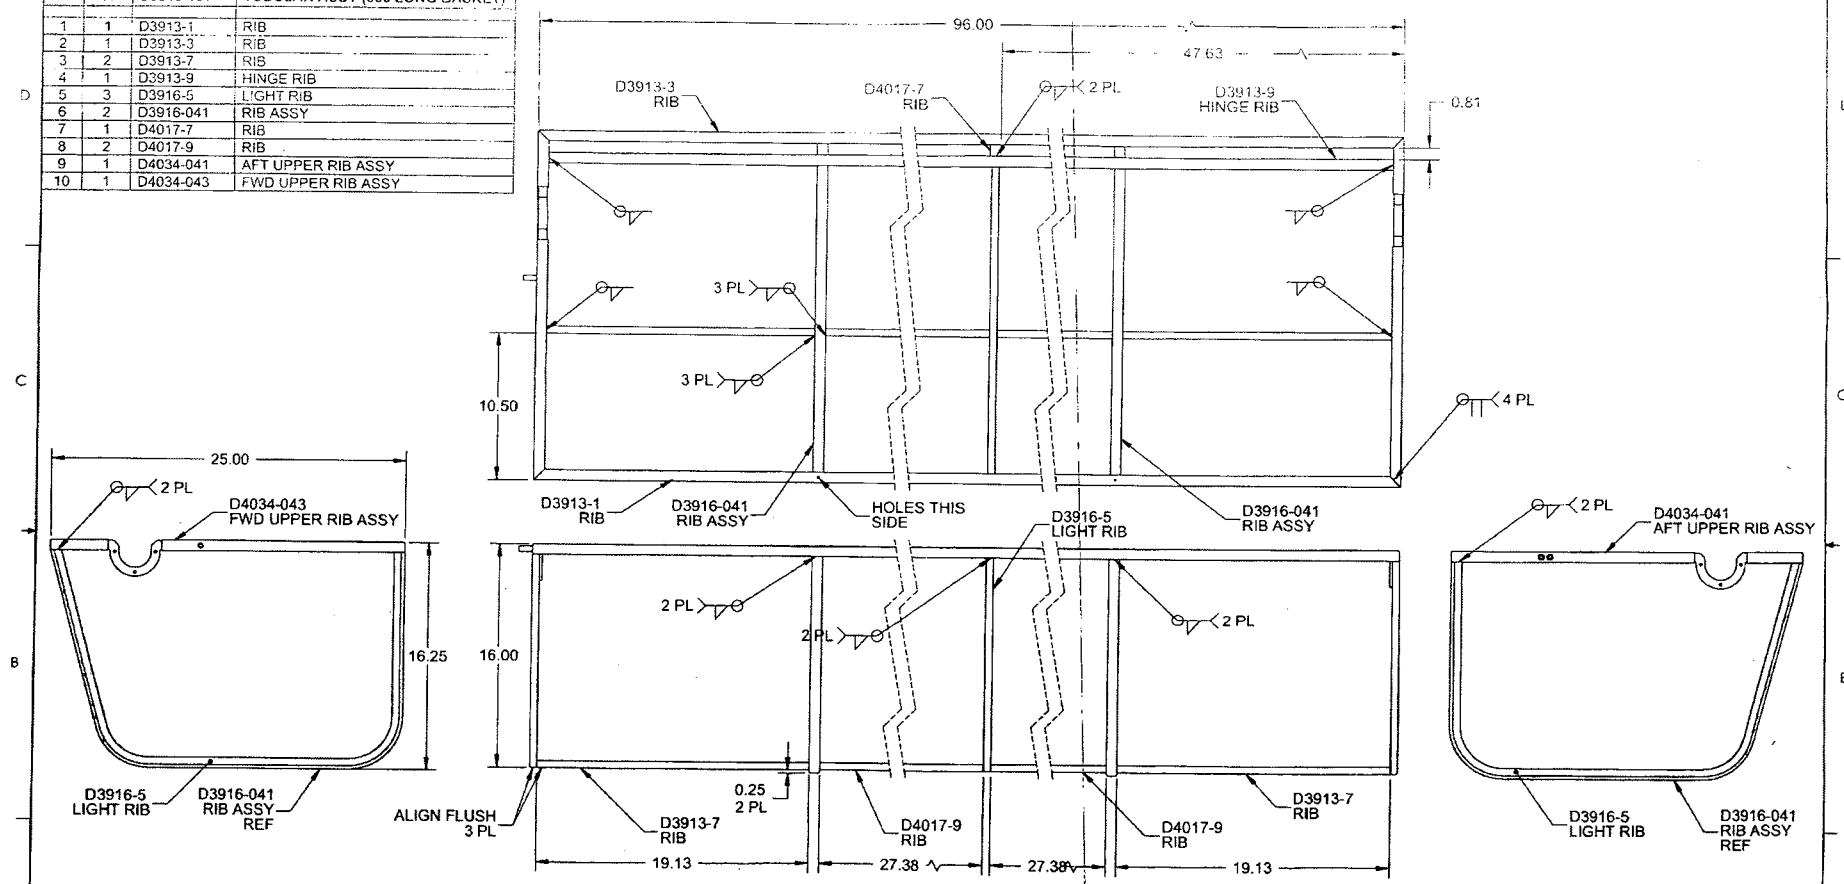 TUBULAR ASSY (
1 1 D3913-1 RIB
2 1 D3913-3 RIB
3 2 D3913-7 RIB
4 1 D3913-9 HINGE RIB
5 3 D3916-5 LIGHT RIB
6 2 D3916-041 RIB ASSY
7 1 D4017-7 RIB
8 2 D4017-9 RIB
9 1 D4034-041 AFT UPPER RIB ASSY
10 1 D4034-043 FWD UPPER RIB ASSY
96.00
47.63
D3913-3
RIB
D4017-7
RIB
2 PL
D3913-9
HINGE RIB
0.81
D
3 PL
3 PL
C
10.50
4 PL
D3913-1
RIB
D3916-041
RIB ASSY
HOLES THIS
SIDE
D3916-5
LIGHT RIB
D3916-041
RIB ASSY
25.00
2 PL
D4034-043
FWD UPPER RIB ASSY
16.25
D3916-5
LIGHT RIB
D3916-041
RIB ASSY
REF
B
16.00
2 PL
2 PL
2 PL
0.25
2 PL
ALIGN FLUSH
3 PL
D3913-7
RIB
D4017-9
RIB
D4017-9
RIB
D3913-7
RIB
19.13
27.38
27.38
19.13
2 PL
D4034-041
AFT UPPER RIB ASSY
D3916-5
LIGHT RIB
D3916-041
RIB ASSY
REF